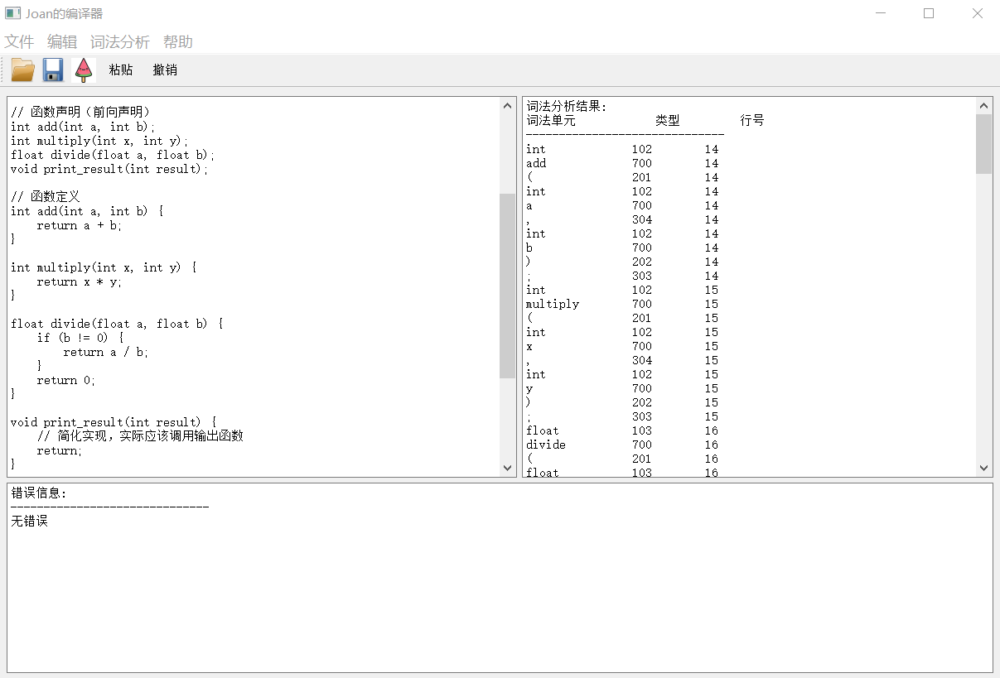 Joan的编译器
文件 编辑 词法分析 帮助
粘贴 撤销
// 函数声明（前向声明）
int add(int a, int b);
int multiply(int x, int y);
float divide(float a, float b);
void print_result(int result);
// 函数定义
int add(int a, int b) {
    return a + b;
}
int multiply(int x, int y) {
    return x * y;
}
float divide(float a, float b) {
    if (b != 0) {
        return a / b;
    }
    return 0;
}
void print_result(int result) {
    // 简化实现，实际应该调用输出函数
    return;
}
词法分析结果:
词法单元 类型 行号
------------------------------
int 102 14
add 700 14
( 201 14
int 102 14
a 700 14
, 304 14
int 102 14
b 700 14
) 202 14
; 303 14
int 102 15
multiply 700 15
( 201 15
int 102 15
x 700 15
, 304 15
int 102 15
y 700 15
) 202 15
; 303 15
float 103 16
divide 700 16
( 201 16
float 103 16
错误信息:
------------------------------
无错误